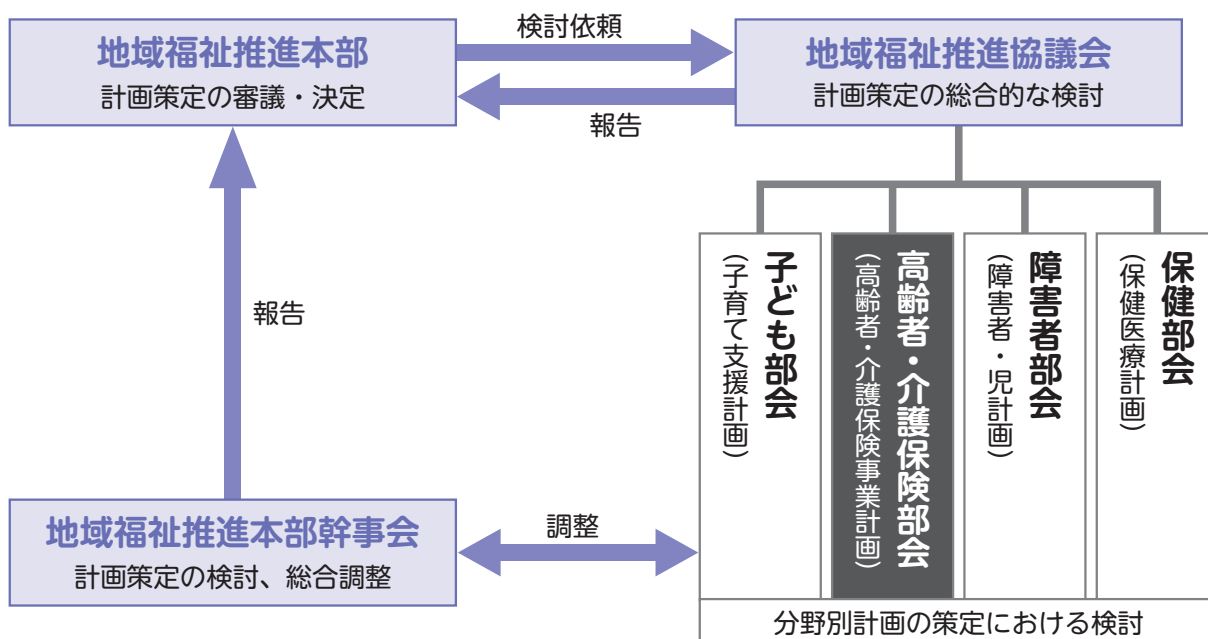 検討依頼
地域福祉推進本部
計画策定の審議・決定
地域福祉推進協議会
計画策定の総合的な検討
報告
報告
子ども部会
（子育て支援計画）
高齢者・介護保険部会
（高齢者・介護保険事業計画）
障害者部会
（障害者・児計画）
保健部会
（保健医療計画）
地域福祉推進本部幹事会
計画策定の検討、総合調整
調整
分野別計画の策定における検討